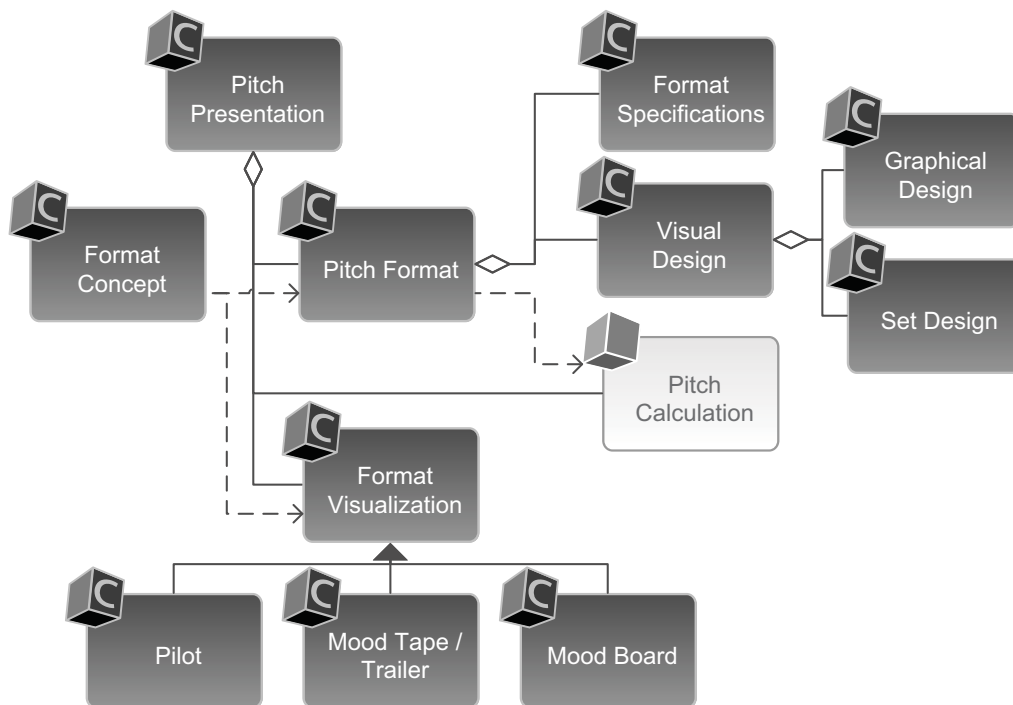 C
Pitch
Presentation
C
Format
Specifications
C
Graphical
Design
C
Format
Concept
C
Pitch Format
C
Visual
Design
C
Set Design
Pitch
Calculation
C
Format
Visualization
C
Pilot
C
Mood Tape /
Trailer
C
Mood Board